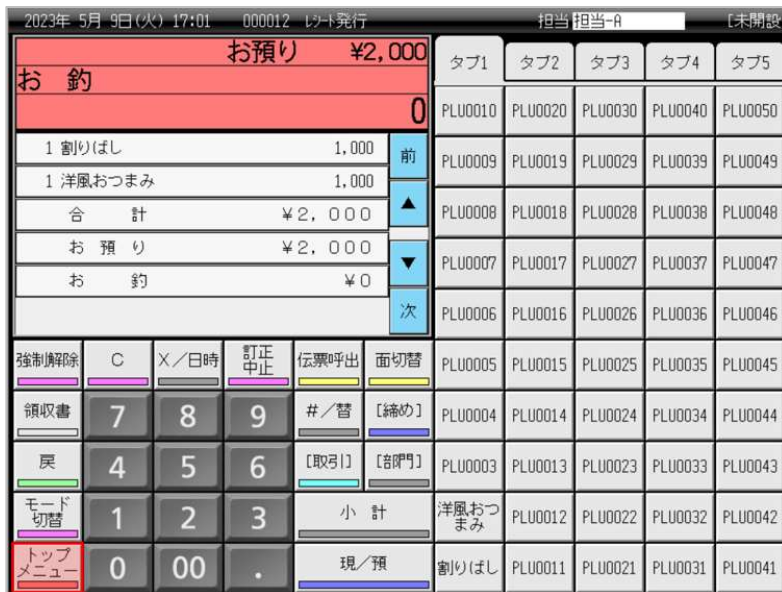 2023年 5月 9日(火) 17:01 000012 レシート発行 担当 担当-A [未開設
お預り ¥2,000
お 釣
0
1 割りばし 1,000
1 洋風おつまみ 1,000
合 計 ¥2,000
お 預 り ¥2,000
お 釣 ¥0
前
▲
▼
次
タブ1 タブ2 タブ3 タブ4 タブ5
PLU0010 PLU0020 PLU0030 PLU0040 PLU0050
PLU0009 PLU0019 PLU0029 PLU0039 PLU0049
PLU0008 PLU0018 PLU0028 PLU0038 PLU0048
PLU0007 PLU0017 PLU0027 PLU0037 PLU0047
PLU0006 PLU0016 PLU0026 PLU0036 PLU0046
PLU0005 PLU0015 PLU0025 PLU0035 PLU0045
PLU0004 PLU0014 PLU0024 PLU0034 PLU0044
PLU0003 PLU0013 PLU0023 PLU0033 PLU0043
洋風おつ
まみ
PLU0012 PLU0022 PLU0032 PLU0042
割りばし PLU0011 PLU0021 PLU0031 PLU0041
強制解除 C X/日時
訂正
中止
伝票呼出 面切替
領収書 7 8 9 #/替 [締め]
戻 4 5 6 [取引] [部門]
モード
切替
1 2 3 小 計
トップ
メニュー
0 00 . 現/預